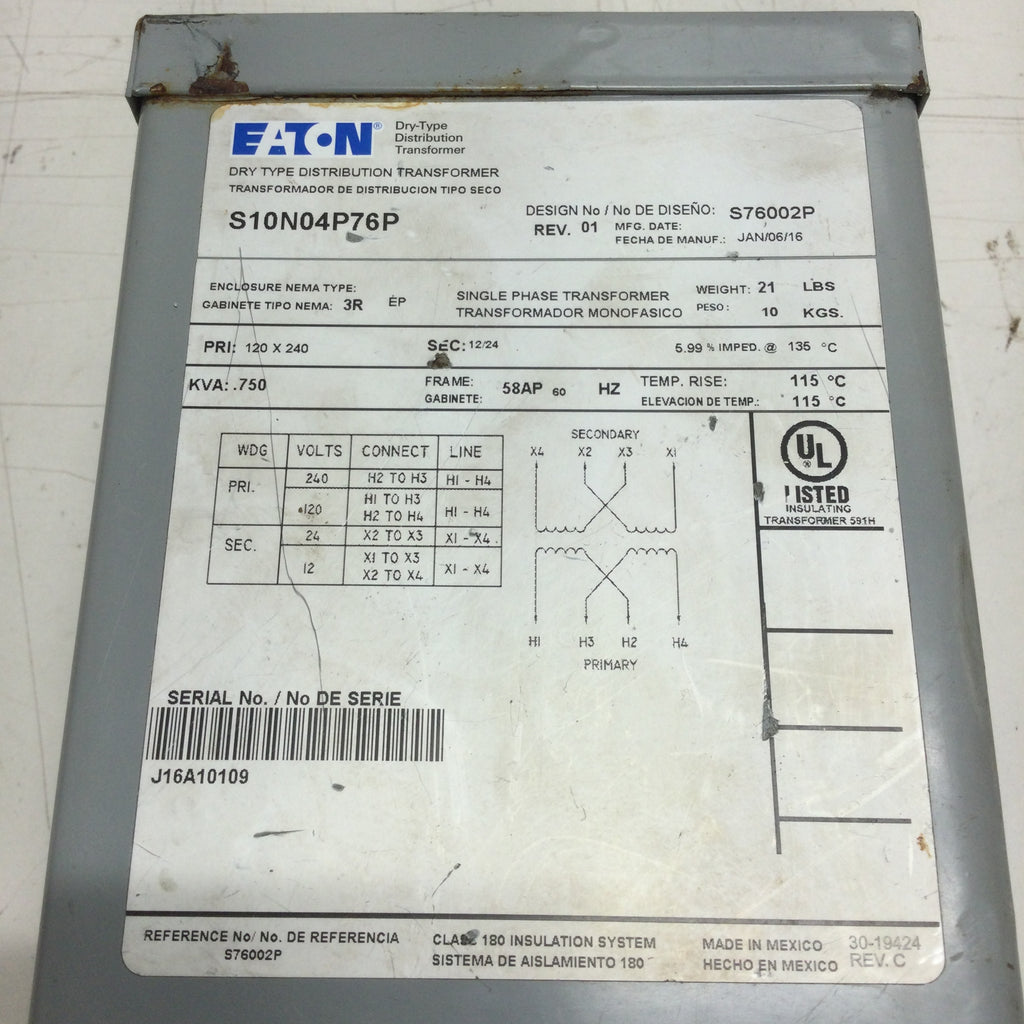 EATON® Dry-Type
Distribution
Transformer
DRY TYPE DISTRIBUTION TRANSFORMER
TRANSFORMADOR DE DISTRIBUCION TIPO SECO
S10N04P76P
DESIGN No / No DE DISEÑO: S76002P
REV. 01 MFG. DATE:
FECHA DE MANUF.: JAN/06/16
ENCLOSURE NEMA TYPE:
GABINETE TIPO NEMA: 3R EP
SINGLE PHASE TRANSFORMER
TRANSFORMADOR MONOFASICO
WEIGHT: 21 LBS
PESO: 10 KGS.
PRI: 120 X 240 SEC: 12/24 5.99 % IMPED. @ 135 °C
KVA: .750
FRAME:
GABINETE: 58AP 60 HZ
TEMP. RISE: 115 °C
ELEVACION DE TEMP.: 115 °C
WDG VOLTS CONNECT LINE
PRI. 240 H2 TO H3 H1 - H4
120 H1 TO H3
H2 TO H4 H1 - H4
SEC. 24 X2 TO X3 X1 - X4
12 X1 TO X3
X2 TO X4 X1 - X4
SECONDARY
X4 X2 X3 X1
H1 H3 H2 H4
PRIMARY
UL®
LISTED
INSULATING
TRANSFORMER 591H
SERIAL No. / No DE SERIE
J16A10109
REFERENCE No/ No. DE REFERENCIA
S76002P
CLASE 180 INSULATION SYSTEM
SISTEMA DE AISLAMIENTO 180
MADE IN MEXICO
HECHO EN MEXICO
30-19424
REV. C